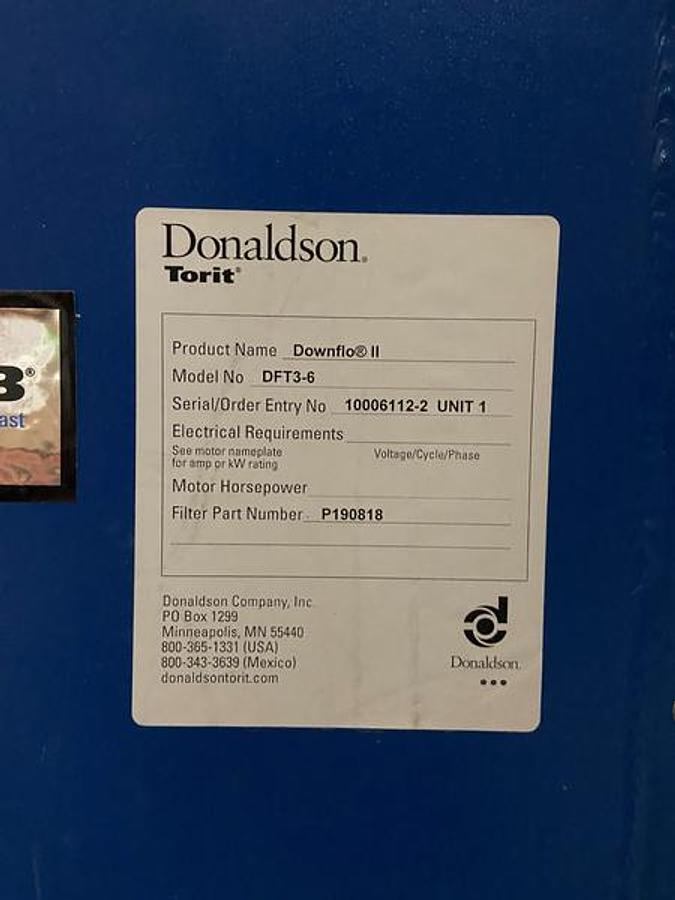 Donaldson®
Torit®
Product Name Downflo® II
Model No DFT3-6
Serial/Order Entry No 10006112-2 UNIT 1
Electrical Requirements
See motor nameplate
for amp or kW rating
Voltage/Cycle/Phase
Motor Horsepower
Filter Part Number P190818
Donaldson Company, Inc.
PO Box 1299
Minneapolis, MN 55440
800-365-1331 (USA)
800-343-3639 (Mexico)
donaldsontorit.com
Donaldson.
B®
ast